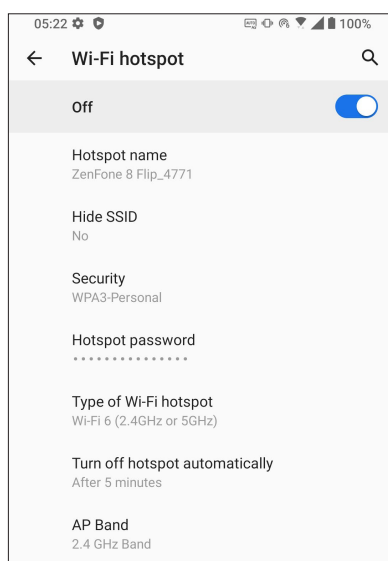 05:22 100%
Wi-Fi hotspot
Off
Hotspot name
ZenFone 8 Flip_4771
Hide SSID
No
Security
WPA3-Personal
Hotspot password
•••••••••••••••
Type of Wi-Fi hotspot
Wi-Fi 6 (2.4GHz or 5GHz)
Turn off hotspot automatically
After 5 minutes
AP Band
2.4 GHz Band